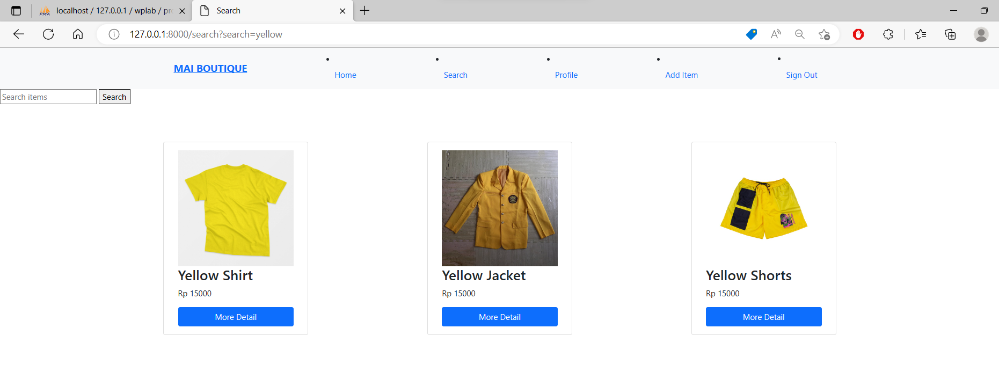 localhost / 127.0.0.1 / wplab / pro
Search
127.0.0.1:8000/search?search=yellow
MAI BOUTIQUE
Home
Search
Profile
Add Item
Sign Out
Search items
Search
Yellow Shirt
Rp 15000
More Detail
Yellow Jacket
Rp 15000
More Detail
Yellow Shorts
Rp 15000
More Detail